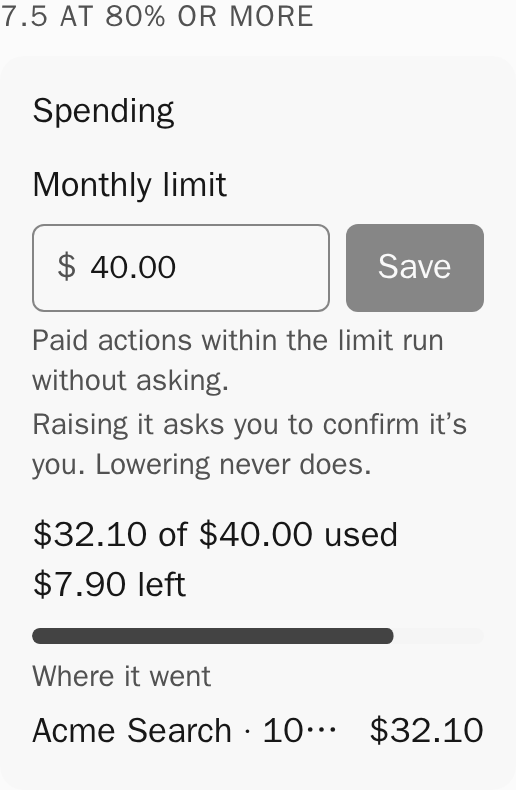 7.5 AT 80% OR MORE
Spending
Monthly limit
$ 40.00
Save
Paid actions within the limit run
without asking.
Raising it asks you to confirm it’s
you. Lowering never does.
$32.10 of $40.00 used
$7.90 left
Where it went
Acme Search · 10··· $32.10